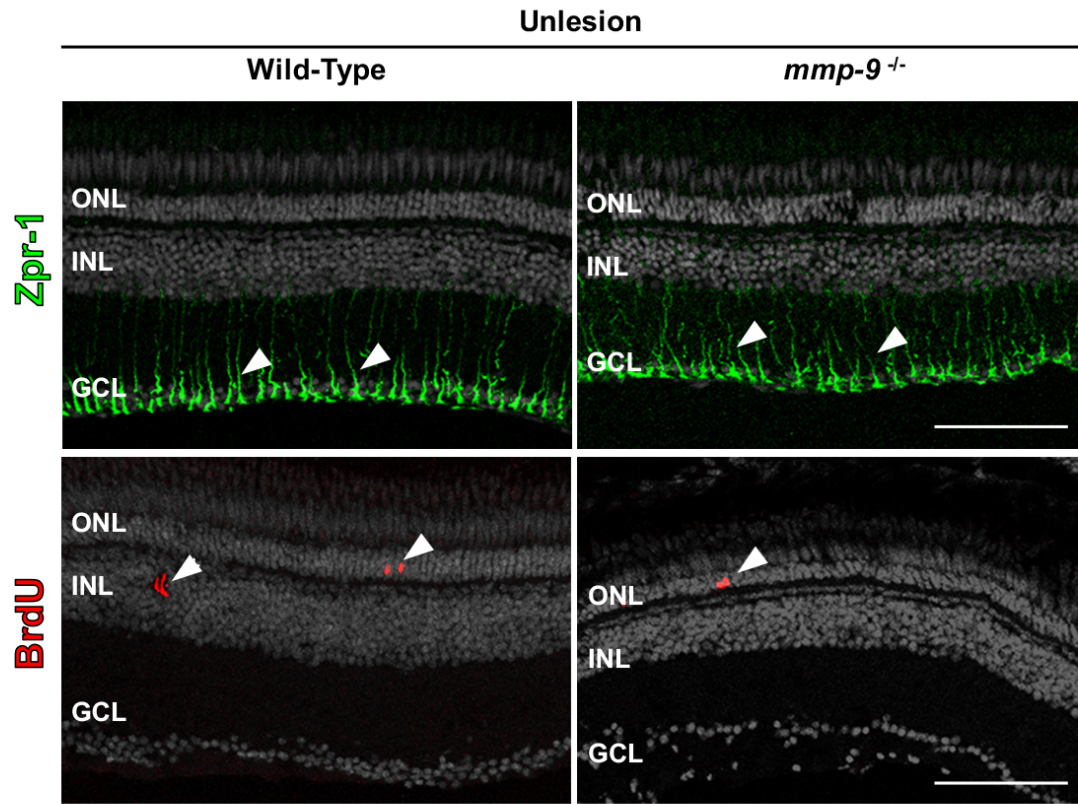 Unlesion
Wild-Type
mmp-9 -/-
Zpr-1
ONL
INL
GCL
ONL
INL
GCL
BrdU
ONL
INL
GCL
ONL
INL
GCL